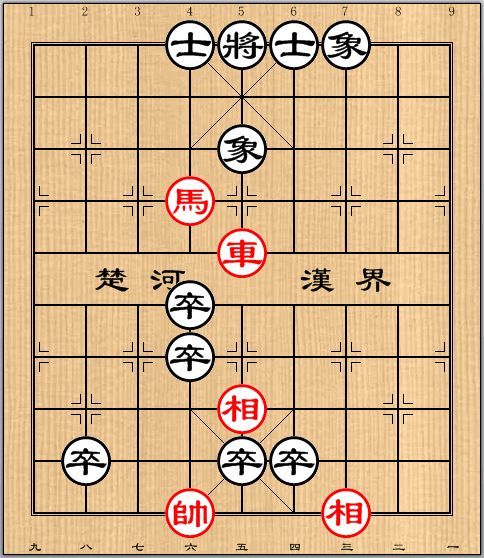 1 2 3 4 5 6 7 8 9
士 將 士 象
象
馬
車
楚 河 漢 界
卒
卒
相
卒 卒 卒
帥 相
九 八 七 六 五 四 三 二 一